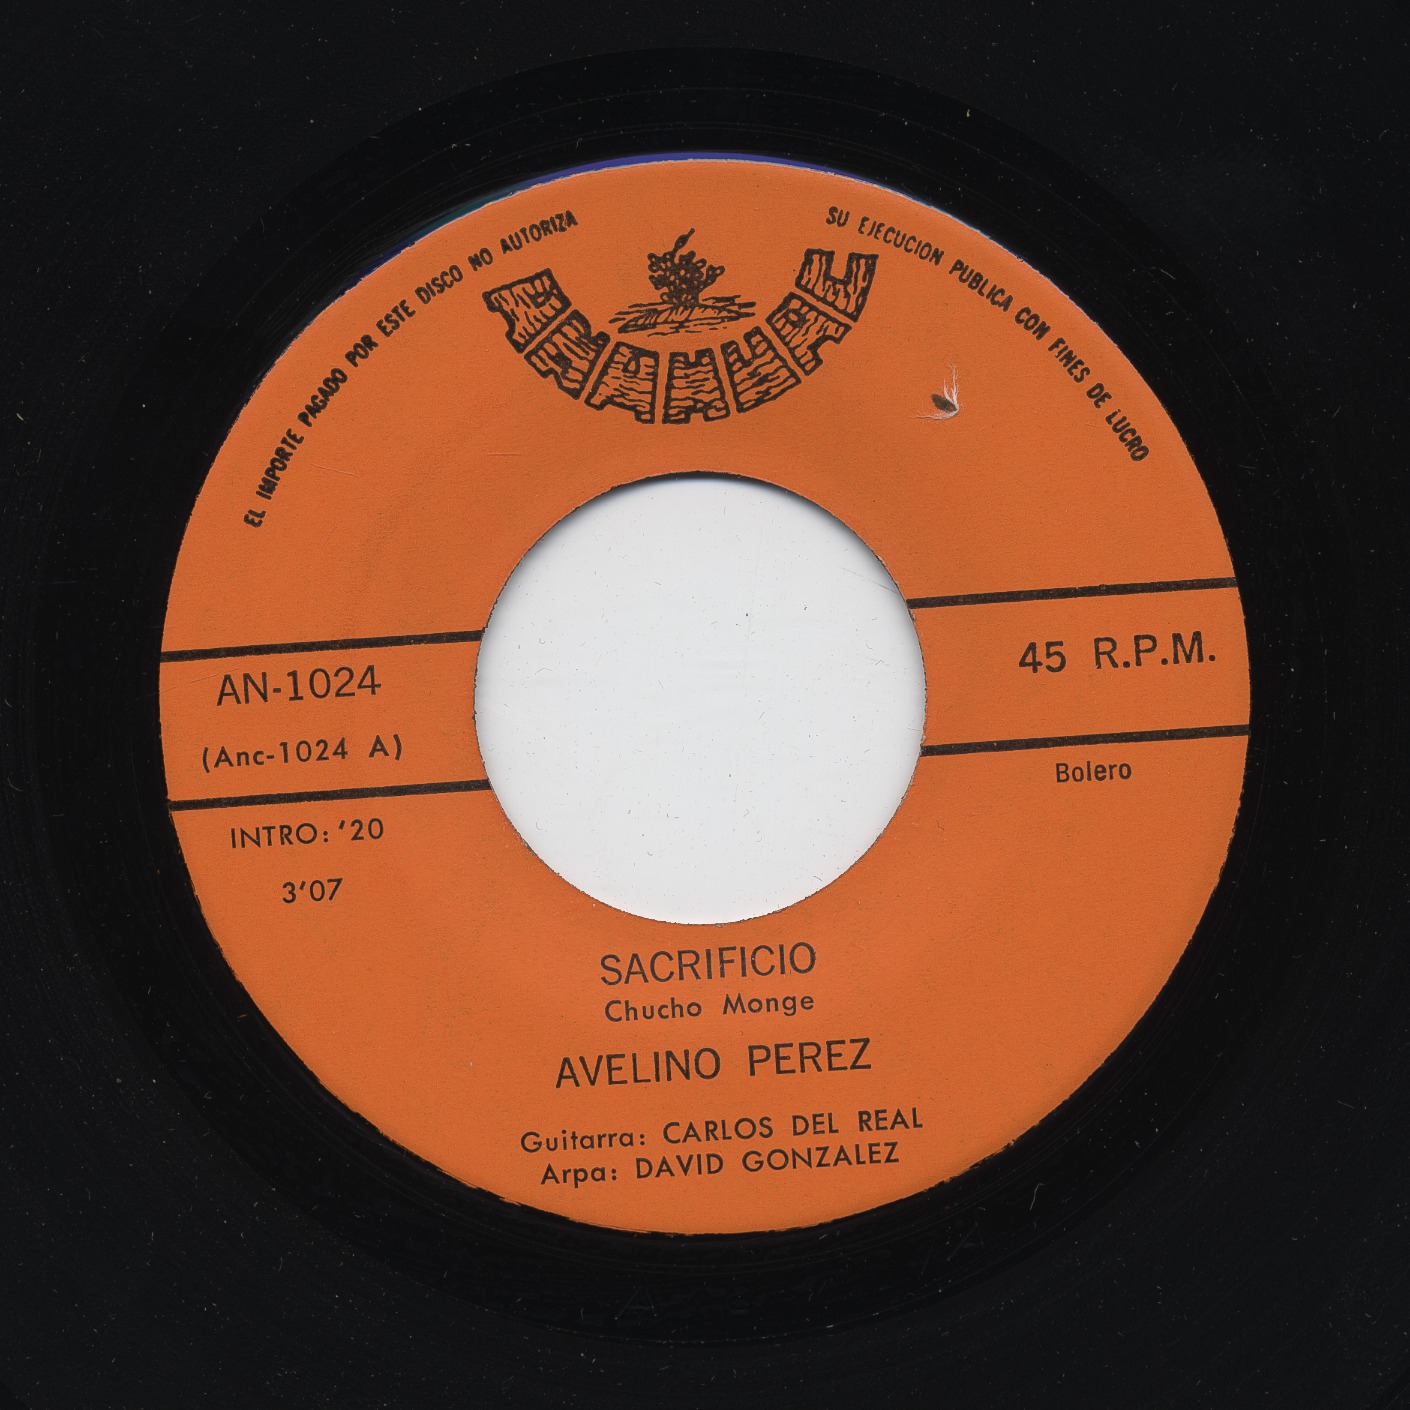 EL IMPORTE PAGADO POR ESTE DISCO NO AUTORIZA
SU EJECUCION PUBLICA CON FINES DE LUCRO
ANAHUAC
AN-1024
(Anc-1024 A)
45 R.P.M.
INTRO: '20
3'07
Bolero
SACRIFICIO
Chucho Monge
AVELINO PEREZ
Guitarra: CARLOS DEL REAL
Arpa: DAVID GONZALEZ